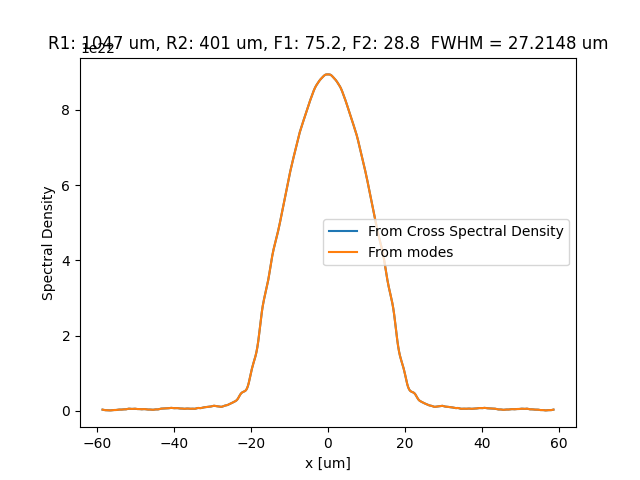 R1: 1047 um, R2: 401 um, F1: 75.2, F2: 28.8  FWHM = 27.2148 um
1e22
8
6
4
2
0
Spectral Density
From Cross Spectral Density
From modes
−60 −40 −20 0 20 40 60
x [um]